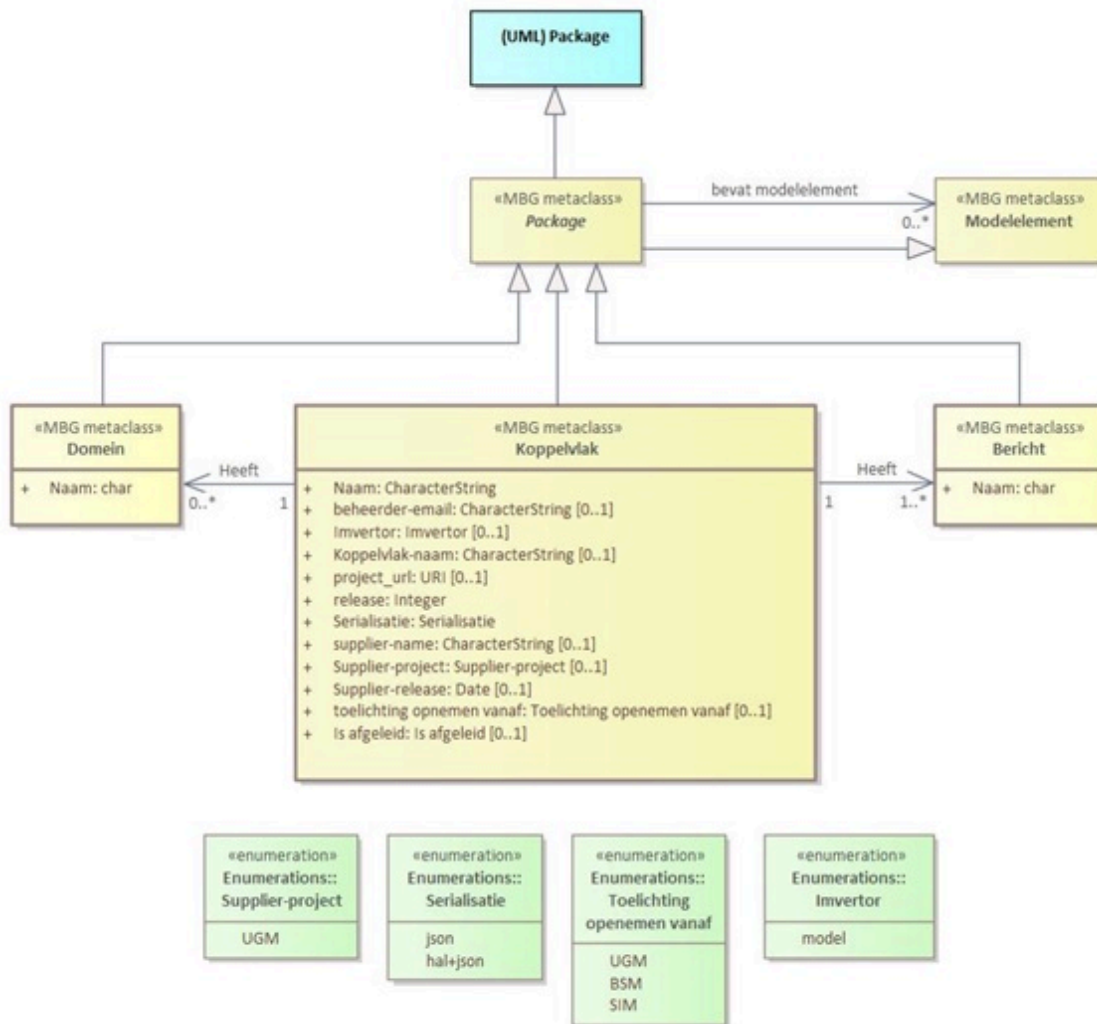 (UML) Package
«MBG metaclass»
Package
bevat modelelement
0..*
«MBG metaclass»
Modelelement
«MBG metaclass»
Domein
+ Naam: char
Heeft
0..*
1
«MBG metaclass»
Koppelvlak
+ Naam: CharacterString
+ beheerder-email: CharacterString [0..1]
+ Imvertor: Imvertor [0..1]
+ Koppelvlak-naam: CharacterString [0..1]
+ project_url: URI [0..1]
+ release: Integer
+ Serialisatie: Serialisatie
+ supplier-name: CharacterString [0..1]
+ Supplier-project: Supplier-project [0..1]
+ Supplier-release: Date [0..1]
+ toelichting opnemen vanaf: Toelichting openemen vanaf [0..1]
+ Is afgeleid: Is afgeleid [0..1]
Heeft
1
1..*
«MBG metaclass»
Bericht
+ Naam: char
«enumeration»
Enumerations::
Supplier-project
UGM
«enumeration»
Enumerations::
Serialisatie
json
hal+json
«enumeration»
Enumerations::
Toelichting
openemen vanaf
UGM
BSM
SIM
«enumeration»
Enumerations::
Imvertor
model